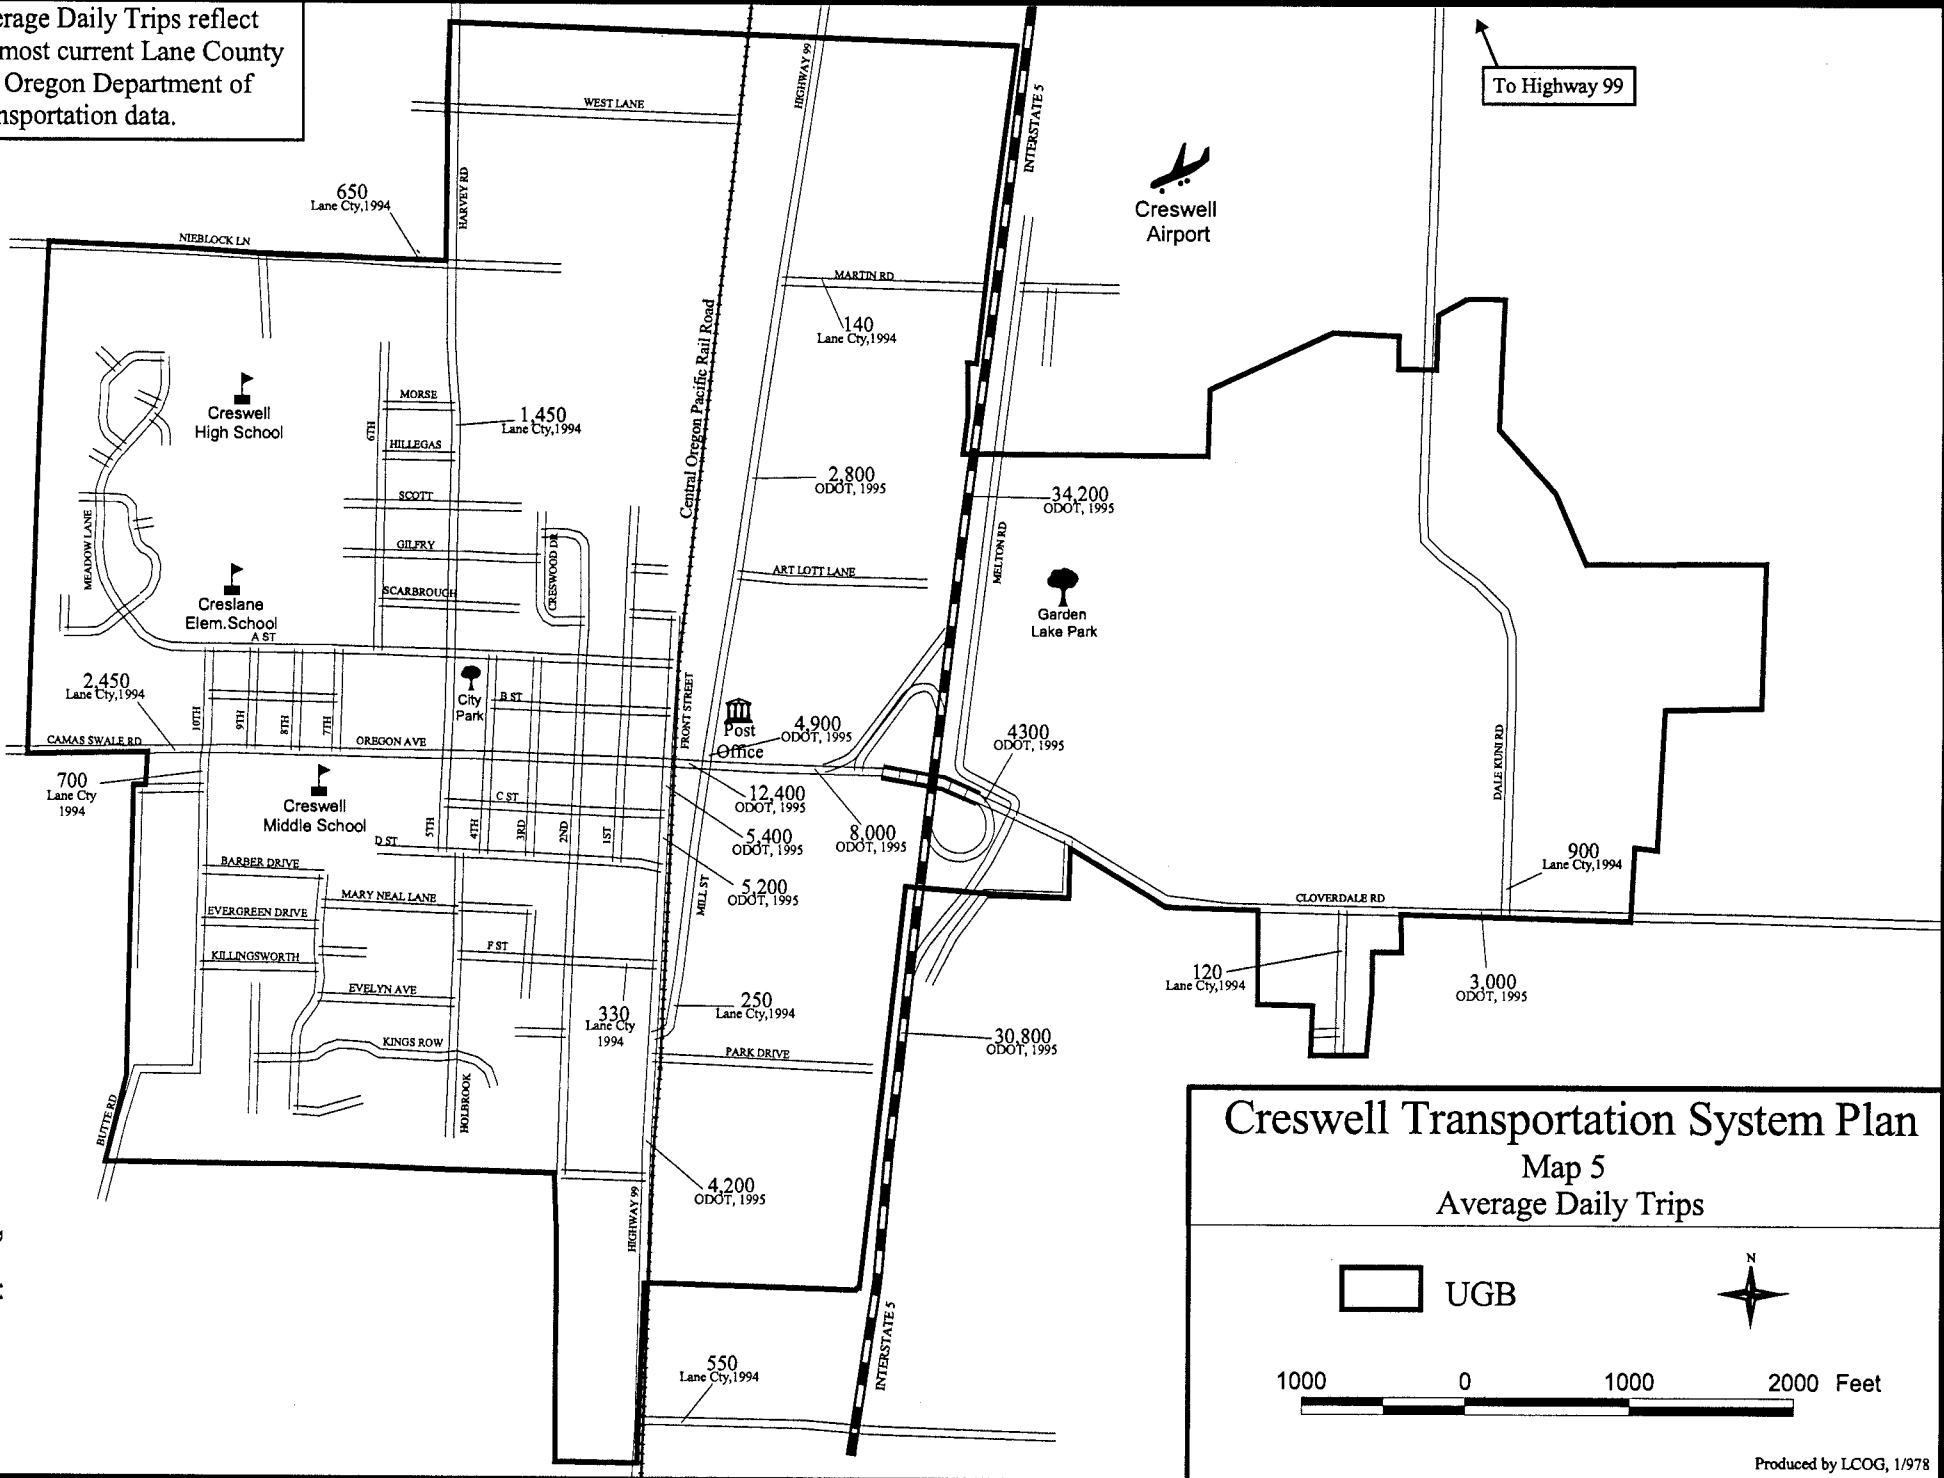 erage Daily Trips reflect
most current Lane County
Oregon Department of
nsportation data.
To Highway 99
WEST LANE
HIGHWAY 99
INTERSTATE 5
HARVEY RD
650
Lane Cty,1994
NIEBLOCK LN
Creswell
Airport
MARTIN RD
140
Lane Cty,1994
Central Oregon Pacific Rail Road
Creswell
High School
6TH
MORSE
HILLEGAS
SCOTT
GILFRY
SCARBROUGH
CRESWOOD DR
1,450
Lane Cty,1994
2,800
ODOT, 1995
34,200
ODOT, 1995
MELTON RD
MEADOW LANE
ART LOTT LANE
Garden
Lake Park
Creslane
Elem.School
A ST
2,450
Lane Cty,1994
10TH
9TH
8TH
7TH
City
Park
B ST
FRONT STREET
Post
Office
4,900
ODOT, 1995
4300
ODOT, 1995
CAMAS SWALE RD
OREGON AVE
DALE KUNI RD
700
Lane Cty
1994
Creswell
Middle School
C ST
12,400
ODOT, 1995
5TH
4TH
3RD
2ND
1ST
D ST
5,400
ODOT, 1995
8,000
ODOT, 1995
BARBER DRIVE
MARY NEAL LANE
5,200
ODOT, 1995
MILL ST
900
Lane Cty,1994
CLOVERDALE RD
EVERGREEN DRIVE
F ST
KILLINGSWORTH
120
Lane Cty,1994
3,000
ODOT, 1995
EVELYN AVE
330
Lane Cty
1994
250
Lane Cty,1994
30,800
ODOT, 1995
KINGS ROW
PARK DRIVE
BUTTE RD
HOLBROOK
4,200
ODOT, 1995
HIGHWAY 99
INTERSTATE 5
550
Lane Cty,1994
Creswell Transportation System Plan
Map 5
Average Daily Trips
UGB
N
1000 0 1000 2000 Feet
Produced by LCOG, 1/978